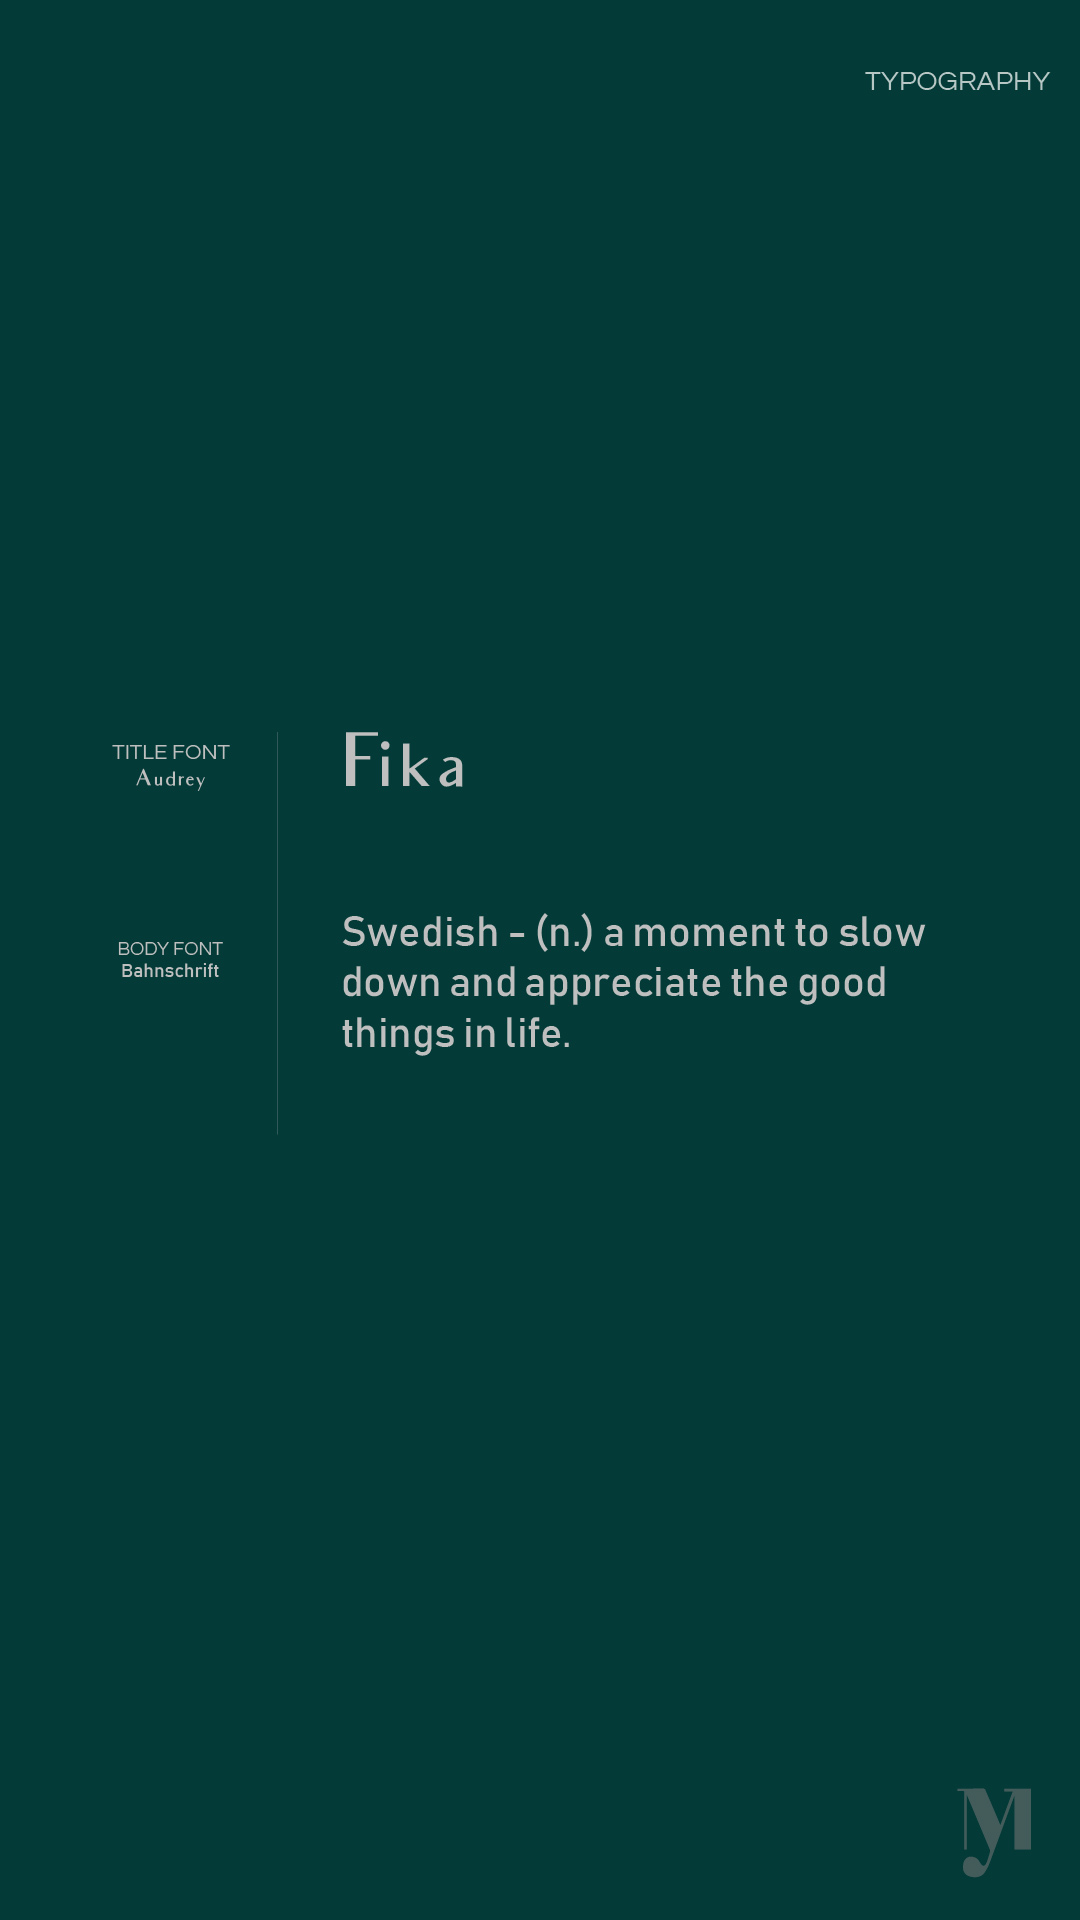 TYPOGRAPHY
TITLE FONT
Audrey
Fika
BODY FONT
Bahnschrift
Swedish - (n.) a moment to slow
down and appreciate the good
things in life.